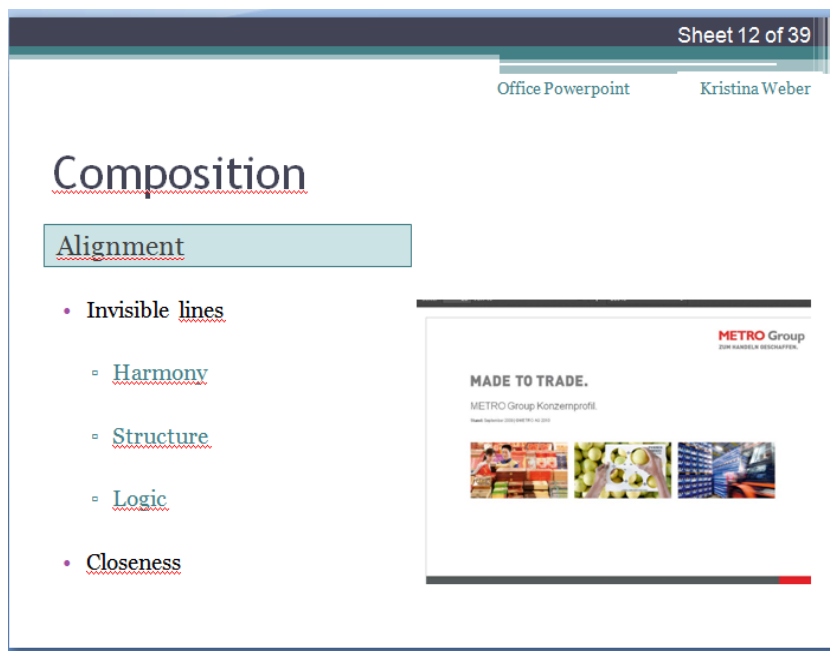 Sheet 12 of 39
Office Powerpoint Kristina Weber
Composition
Alignment
• Invisible lines
▫ Harmony
▫ Structure
▫ Logic
• Closeness
METRO Group
ZUM HANDELN GESCHAFFEN.
MADE TO TRADE.
METRO Group Konzernprofil.